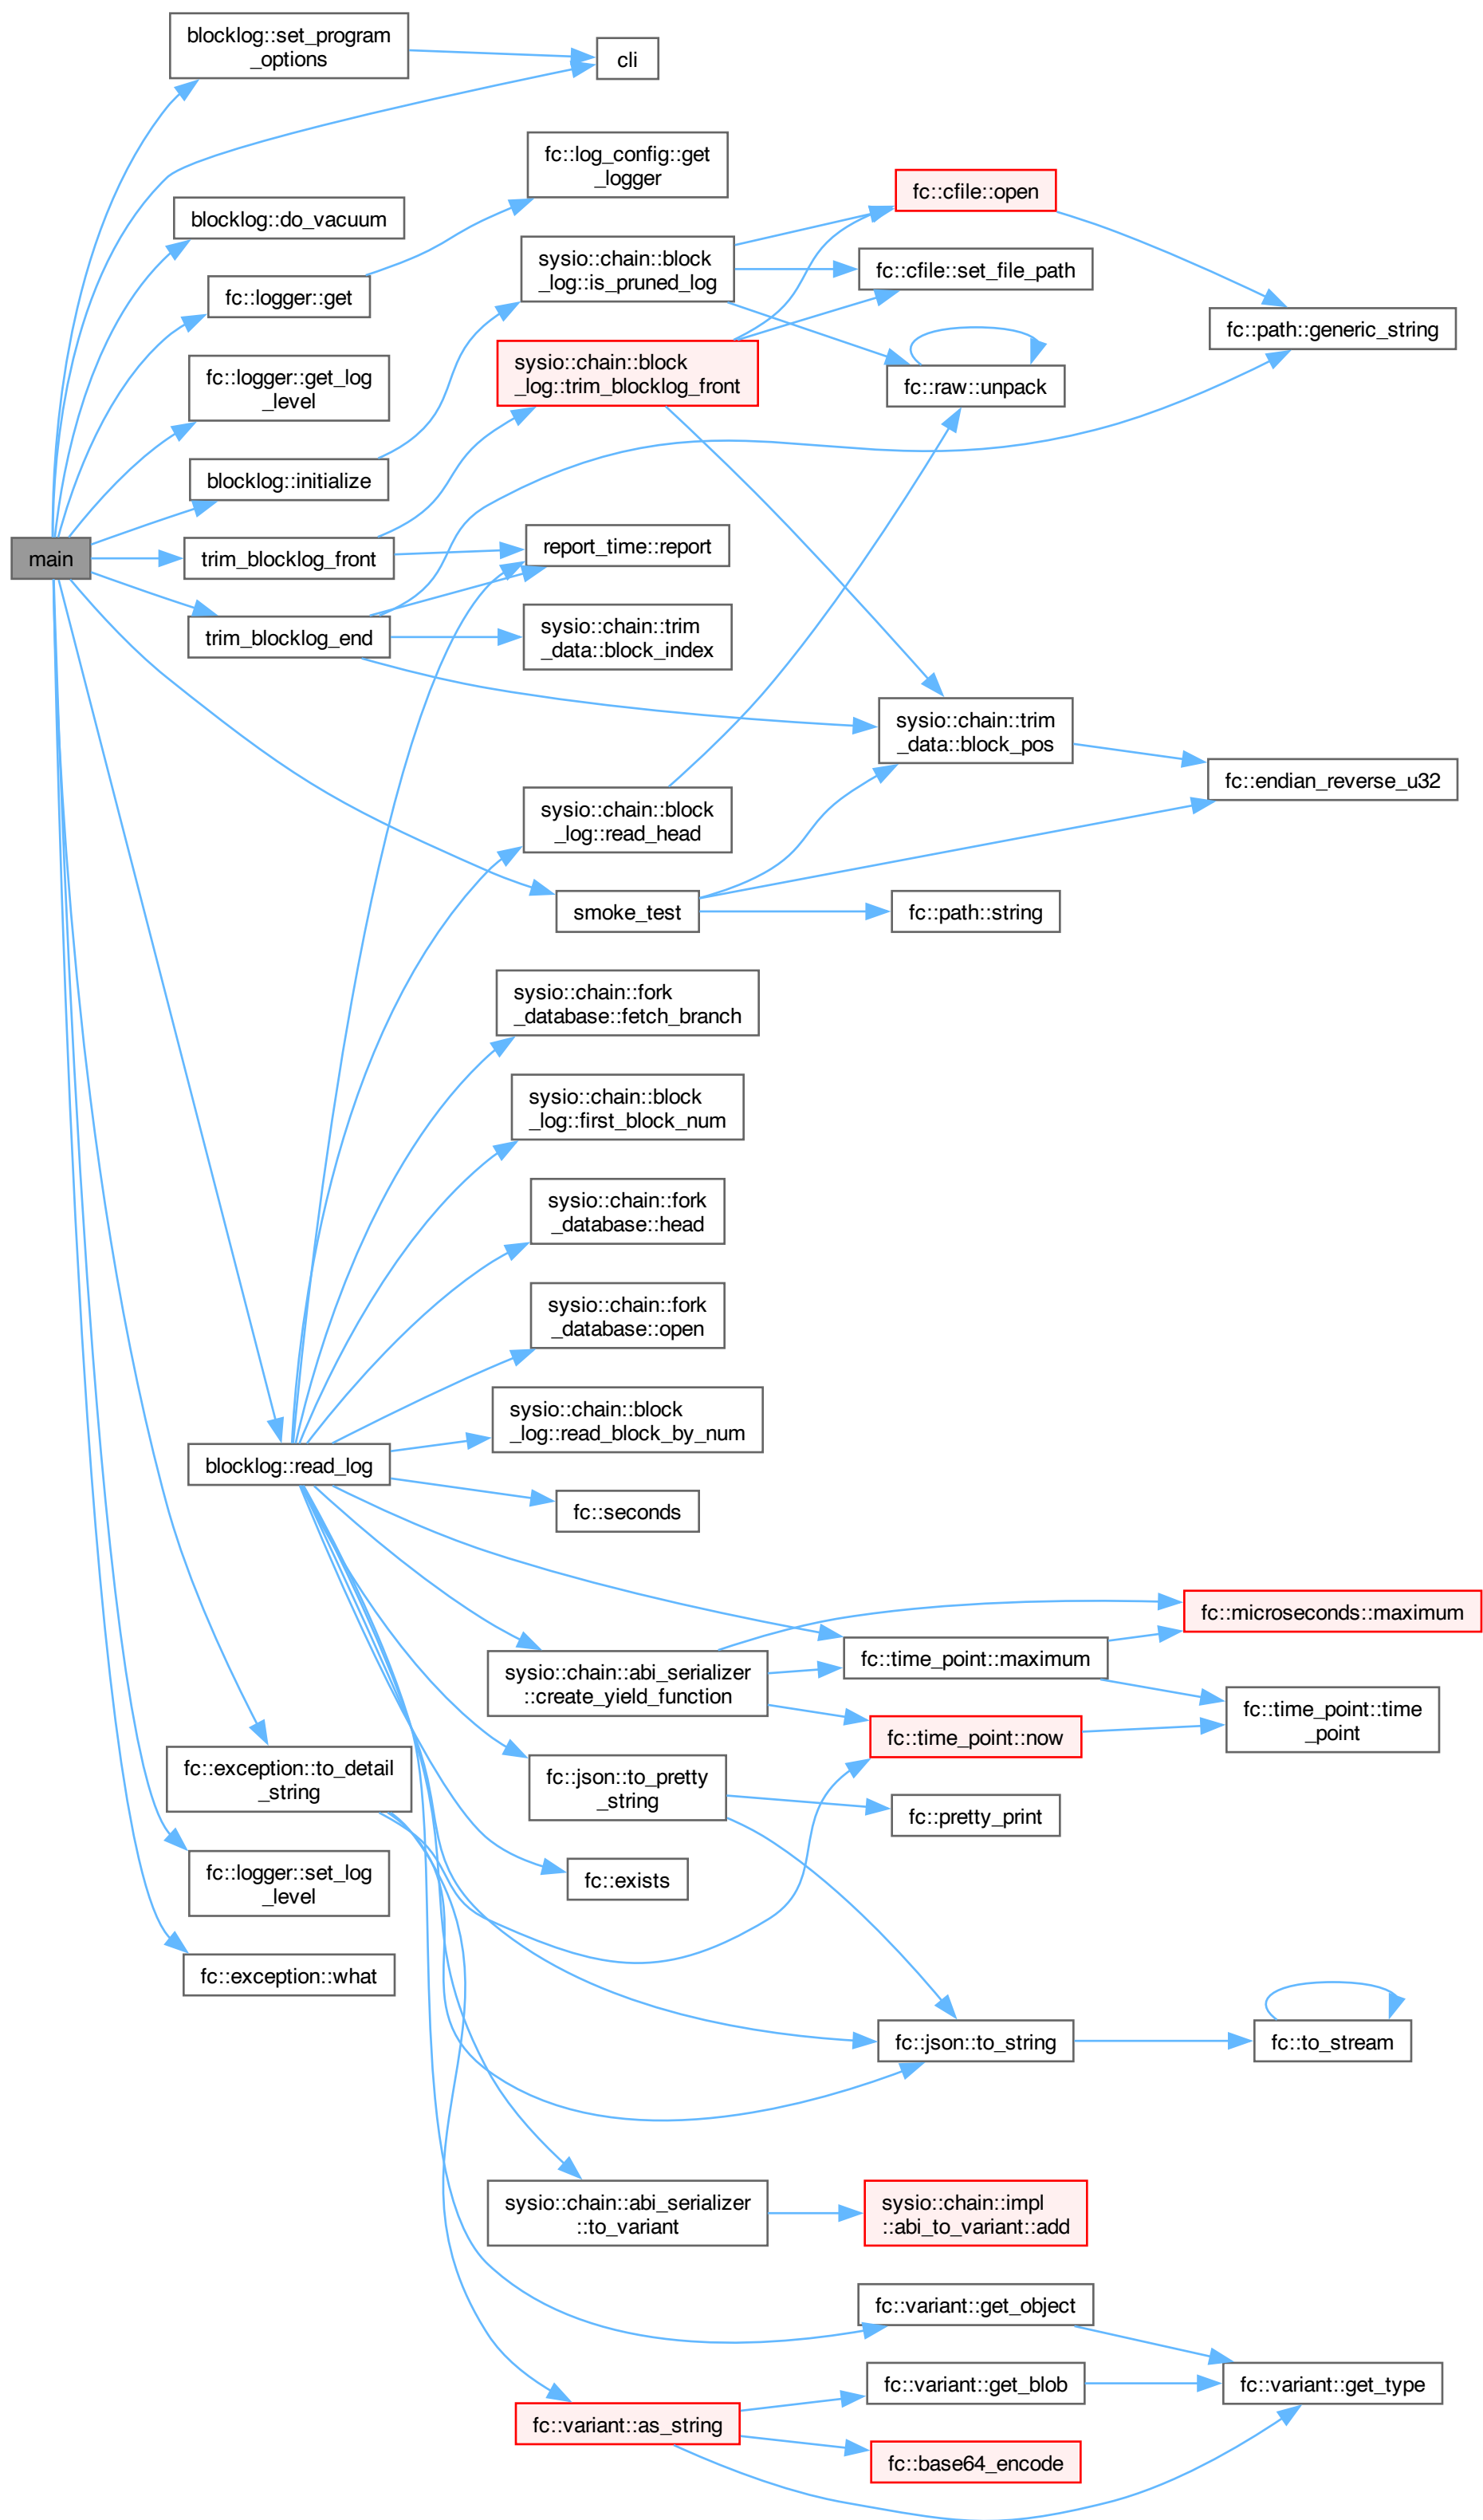 blocklog::set_program
_options
cli
fc::log_config::get
_logger
blocklog::do_vacuum
fc::cfile::open
fc::logger::get
sysio::chain::block
_log::is_pruned_log
fc::cfile::set_file_path
fc::path::generic_string
fc::logger::get_log
_level
sysio::chain::block
_log::trim_blocklog_front
fc::raw::unpack
blocklog::initialize
main
trim_blocklog_front
report_time::report
trim_blocklog_end
sysio::chain::trim
_data::block_index
sysio::chain::trim
_data::block_pos
fc::endian_reverse_u32
sysio::chain::block
_log::read_head
smoke_test
fc::path::string
sysio::chain::fork
_database::fetch_branch
sysio::chain::block
_log::first_block_num
sysio::chain::fork
_database::head
sysio::chain::fork
_database::open
sysio::chain::block
_log::read_block_by_num
blocklog::read_log
fc::seconds
fc::microseconds::maximum
sysio::chain::abi_serializer
::create_yield_function
fc::time_point::maximum
fc::time_point::time
_point
fc::time_point::now
fc::exception::to_detail
_string
fc::json::to_pretty
_string
fc::pretty_print
fc::logger::set_log
_level
fc::exists
fc::exception::what
fc::json::to_string
fc::to_stream
sysio::chain::abi_serializer
::to_variant
sysio::chain::impl
::abi_to_variant::add
fc::variant::get_object
fc::variant::get_blob
fc::variant::get_type
fc::variant::as_string
fc::base64_encode